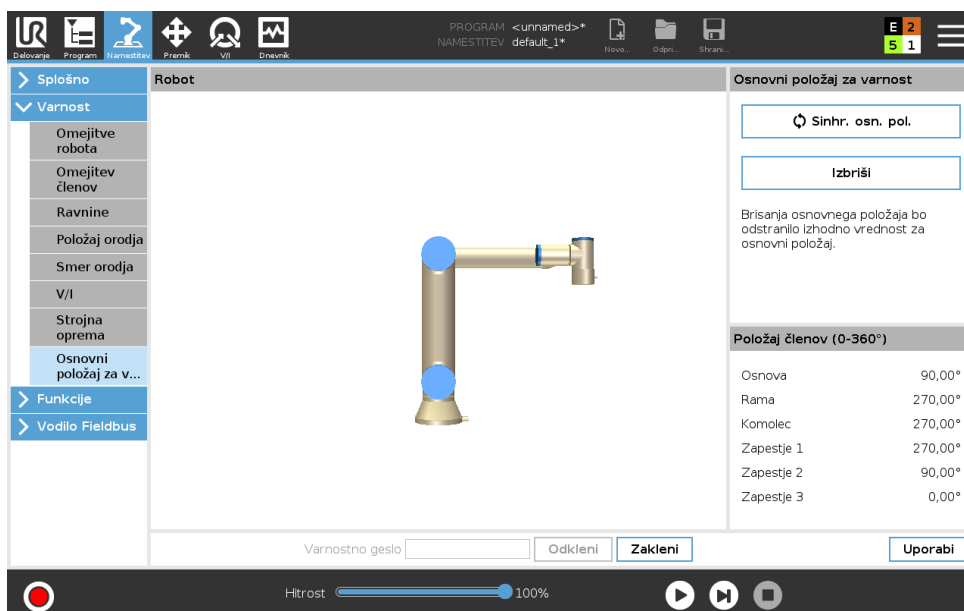 UR
PROGRAM <unnamed>*
NAMESTITEV default_1*
Delovanje Program Namestitev Premik V/I Dnevnik
Novo... Odpri... Shrani...
E 2
5 1
Splošno
Varnost
Omejitve
robota
Omejitev
členov
Ravnine
Položaj orodja
Smer orodja
V/I
Strojna
oprema
Osnovni
položaj za v...
Funkcije
Vodilo Fieldbus
Robot
Osnovni položaj za varnost
Sinhr. osn. pol.
Izbriši
Brisanja osnovnega položaja bo
odstranilo izhodno vrednost za
osnovni položaj.
Položaj členov (0-360°)
Osnova 90,00°
Rama 270,00°
Komolec 270,00°
Zapestje 1 270,00°
Zapestje 2 90,00°
Zapestje 3 0,00°
Varnostno geslo Odkleni Zakleni Uporabi
Hitrost 100%